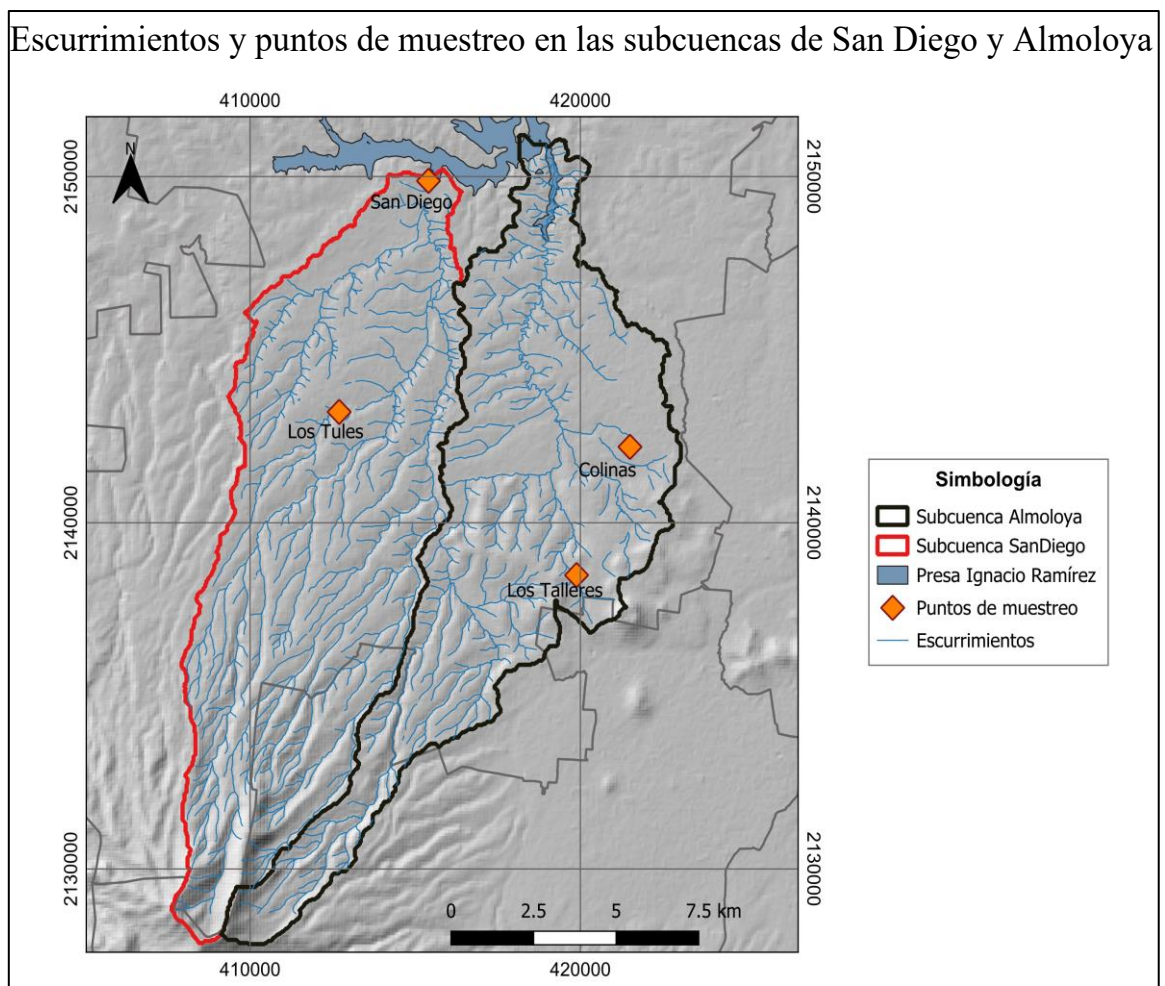 Escurrimientos y puntos de muestreo en las subcuencas de San Diego y Almoloya
410000 420000
N
2150000 2150000
San Diego
Los Tules
Colinas
2140000 2140000
Los Talleres
2130000 2130000
0 2.5 5 7.5 km
410000 420000
Simbología
Subcuenca Almoloya
Subcuenca SanDiego
Presa Ignacio Ramírez
Puntos de muestreo
Escurrimientos